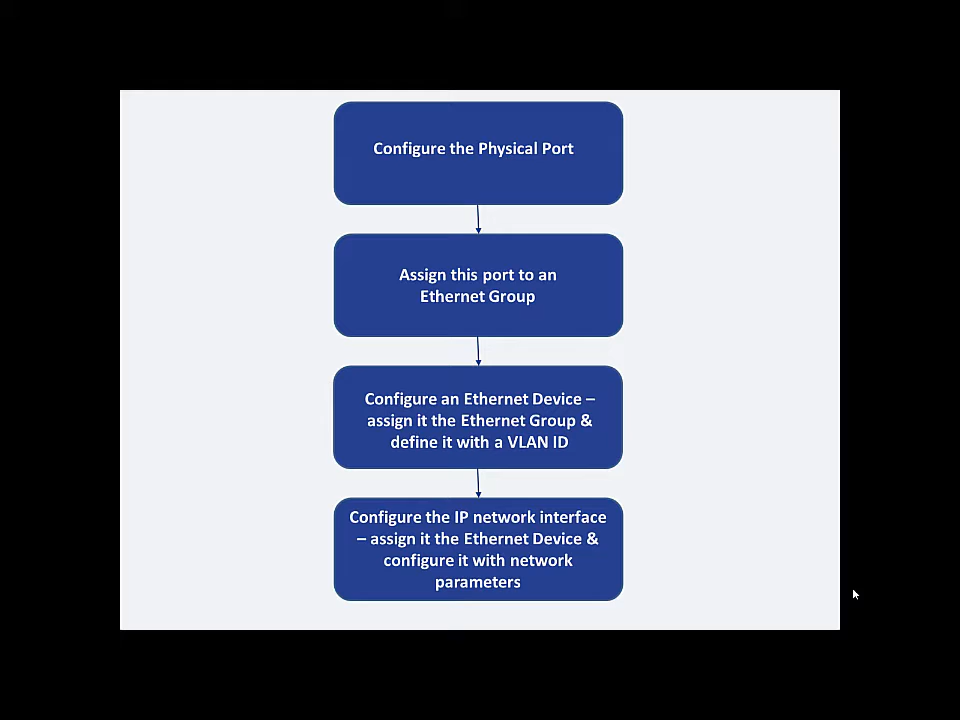 Configure the Physical Port
Assign this port to an
Ethernet Group
Configure an Ethernet Device –
assign it the Ethernet Group &
define it with a VLAN ID
Configure the IP network interface
– assign it the Ethernet Device &
configure it with network
parameters